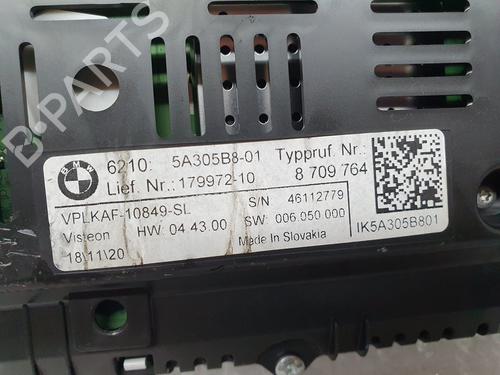 B-PARTS
BMW
6210: 5A305B8-01 Typpruf. Nr.:
Lief. Nr.:179972-10 8 709 764
VPLKAF-10849-SL S/N 46112779
Visteon HW: 04 43.00 SW: 006.050.000
18\11\20 Made In Slovakia IK5A305B801